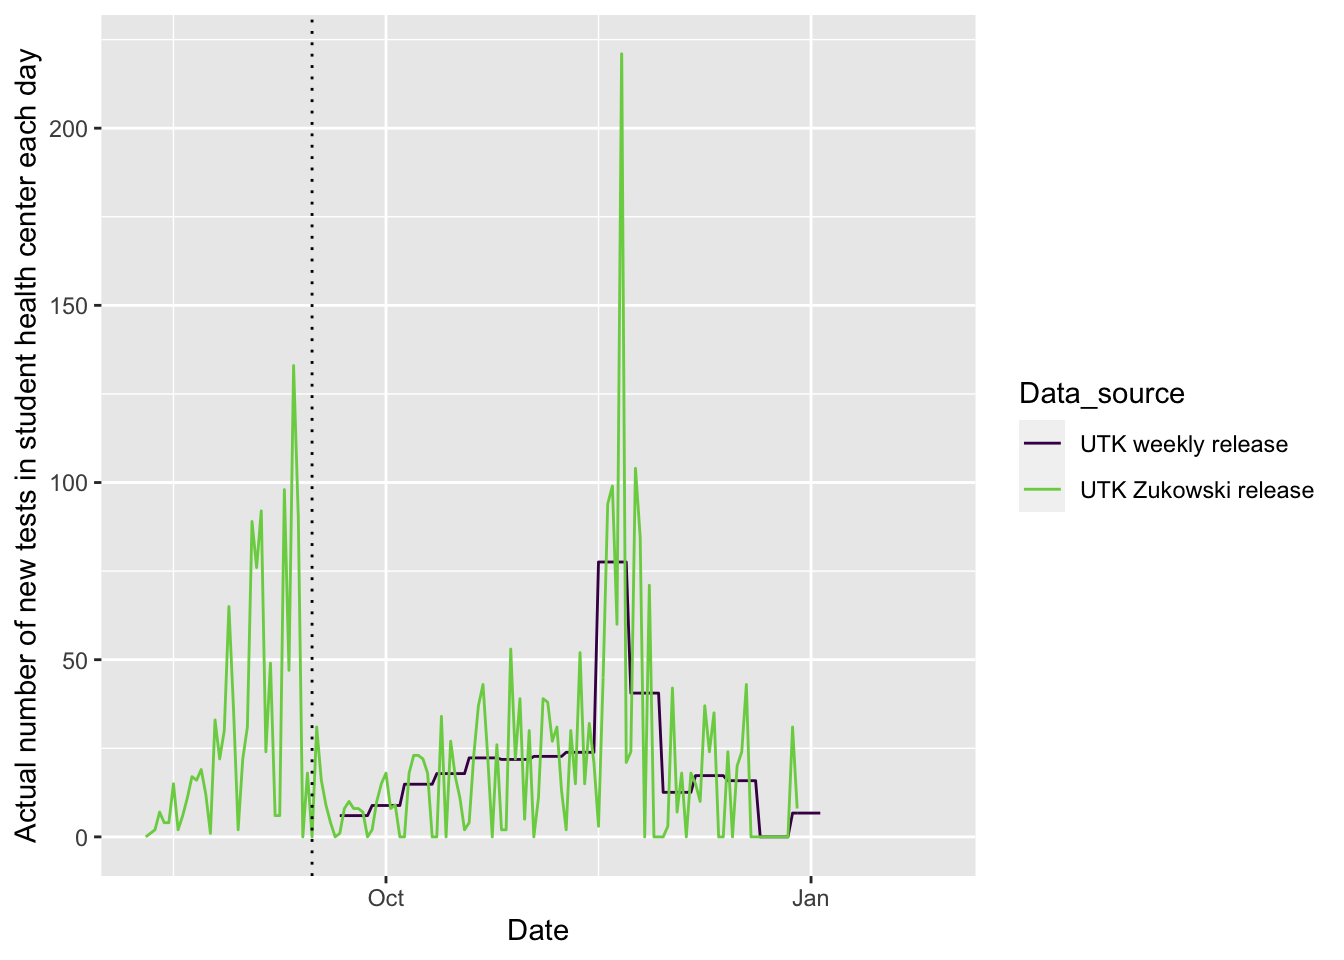 Actual number of new tests in student health center each day
200
150
100
50
0
Oct
Jan
Date
Data_source
UTK weekly release
UTK Zukowski release